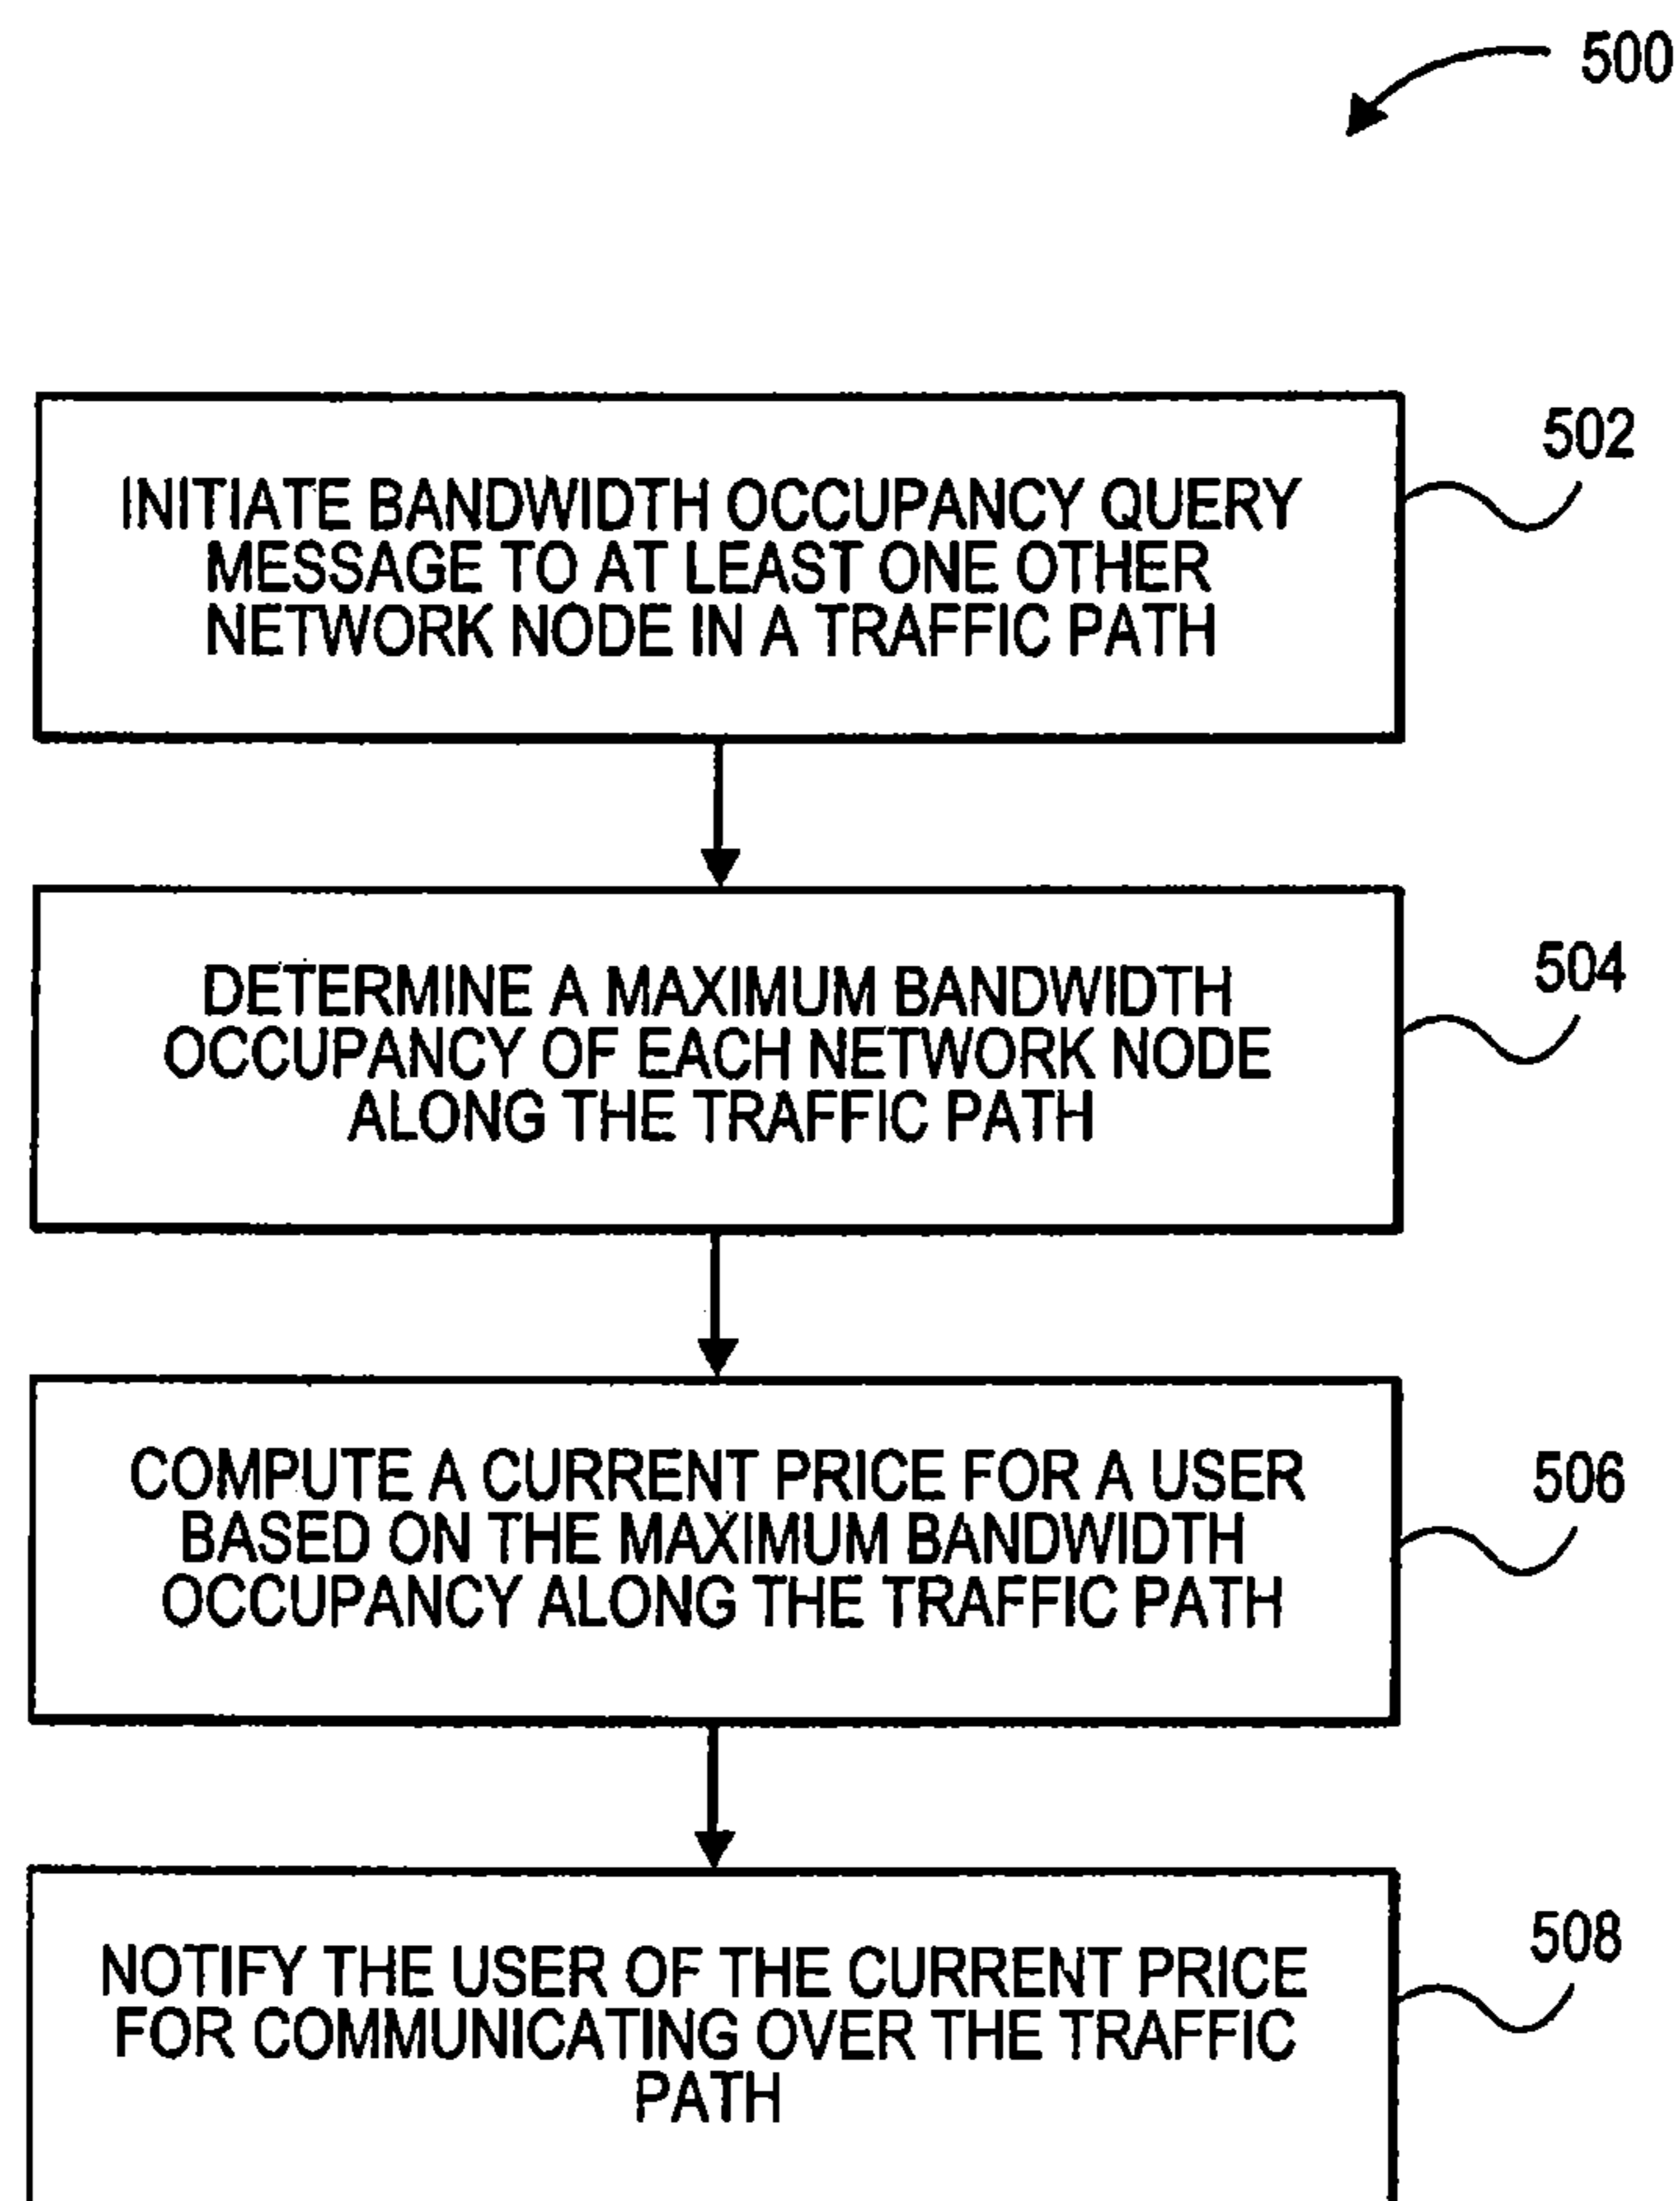 500
INITIATE BANDWIDTH OCCUPANCY QUERY
MESSAGE TO AT LEAST ONE OTHER
NETWORK NODE IN A TRAFFIC PATH
502
DETERMINE A MAXIMUM BANDWIDTH
OCCUPANCY OF EACH NETWORK NODE
ALONG THE TRAFFIC PATH
504
COMPUTE A CURRENT PRICE FOR A USER
BASED ON THE MAXIMUM BANDWIDTH
OCCUPANCY ALONG THE TRAFFIC PATH
506
NOTIFY THE USER OF THE CURRENT PRICE
FOR COMMUNICATING OVER THE TRAFFIC
PATH
508